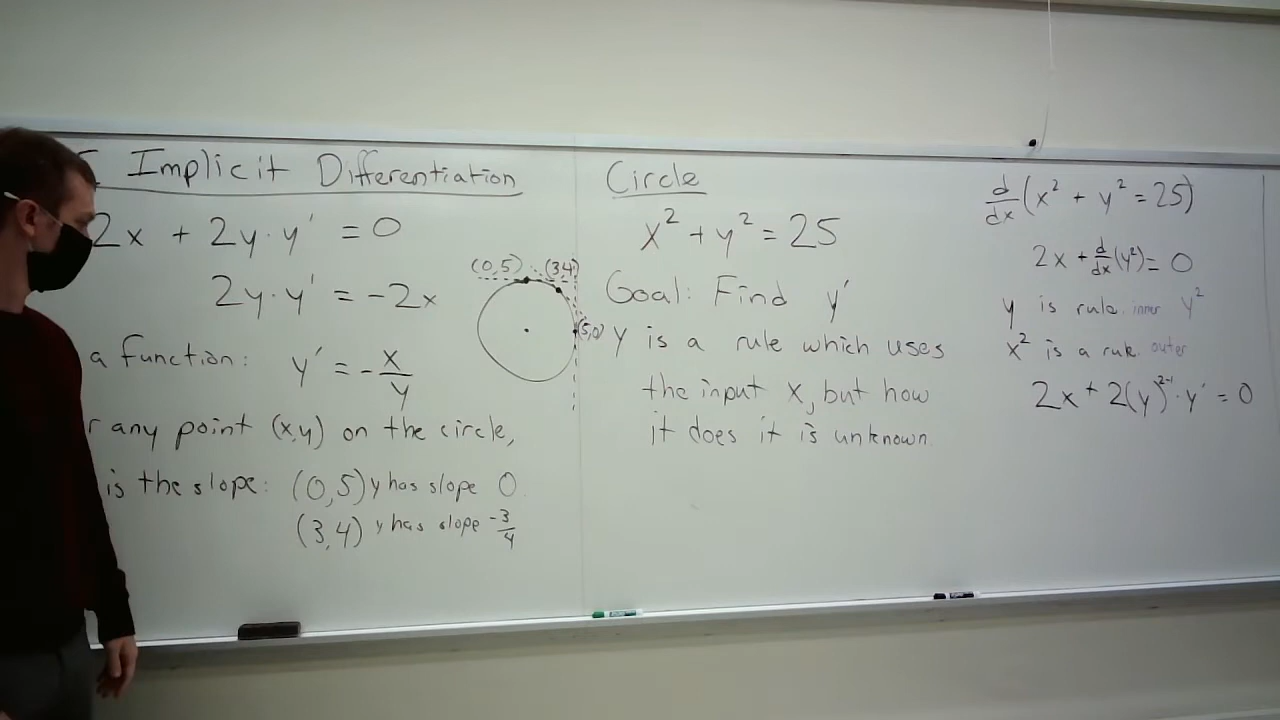 Implicit Differentiation
2x + 2y·y' = 0
2y·y' = -2x
a function: y' = -x/y
any point (x,y) on the circle,
is the slope: (0,5) y has slope 0
(3,4) y has slope -3/4
(0,5) (3,4)
(5,0)
Circle
x² + y² = 25
Goal: Find y'
y is a rule which uses
the input x, but how
it does it is unknown.
d/dx (x² + y² = 25)
2x + d/dx (y²) = 0
y is rule inner y²
x² is a rule outer
2x + 2(y)²⁻¹·y' = 0